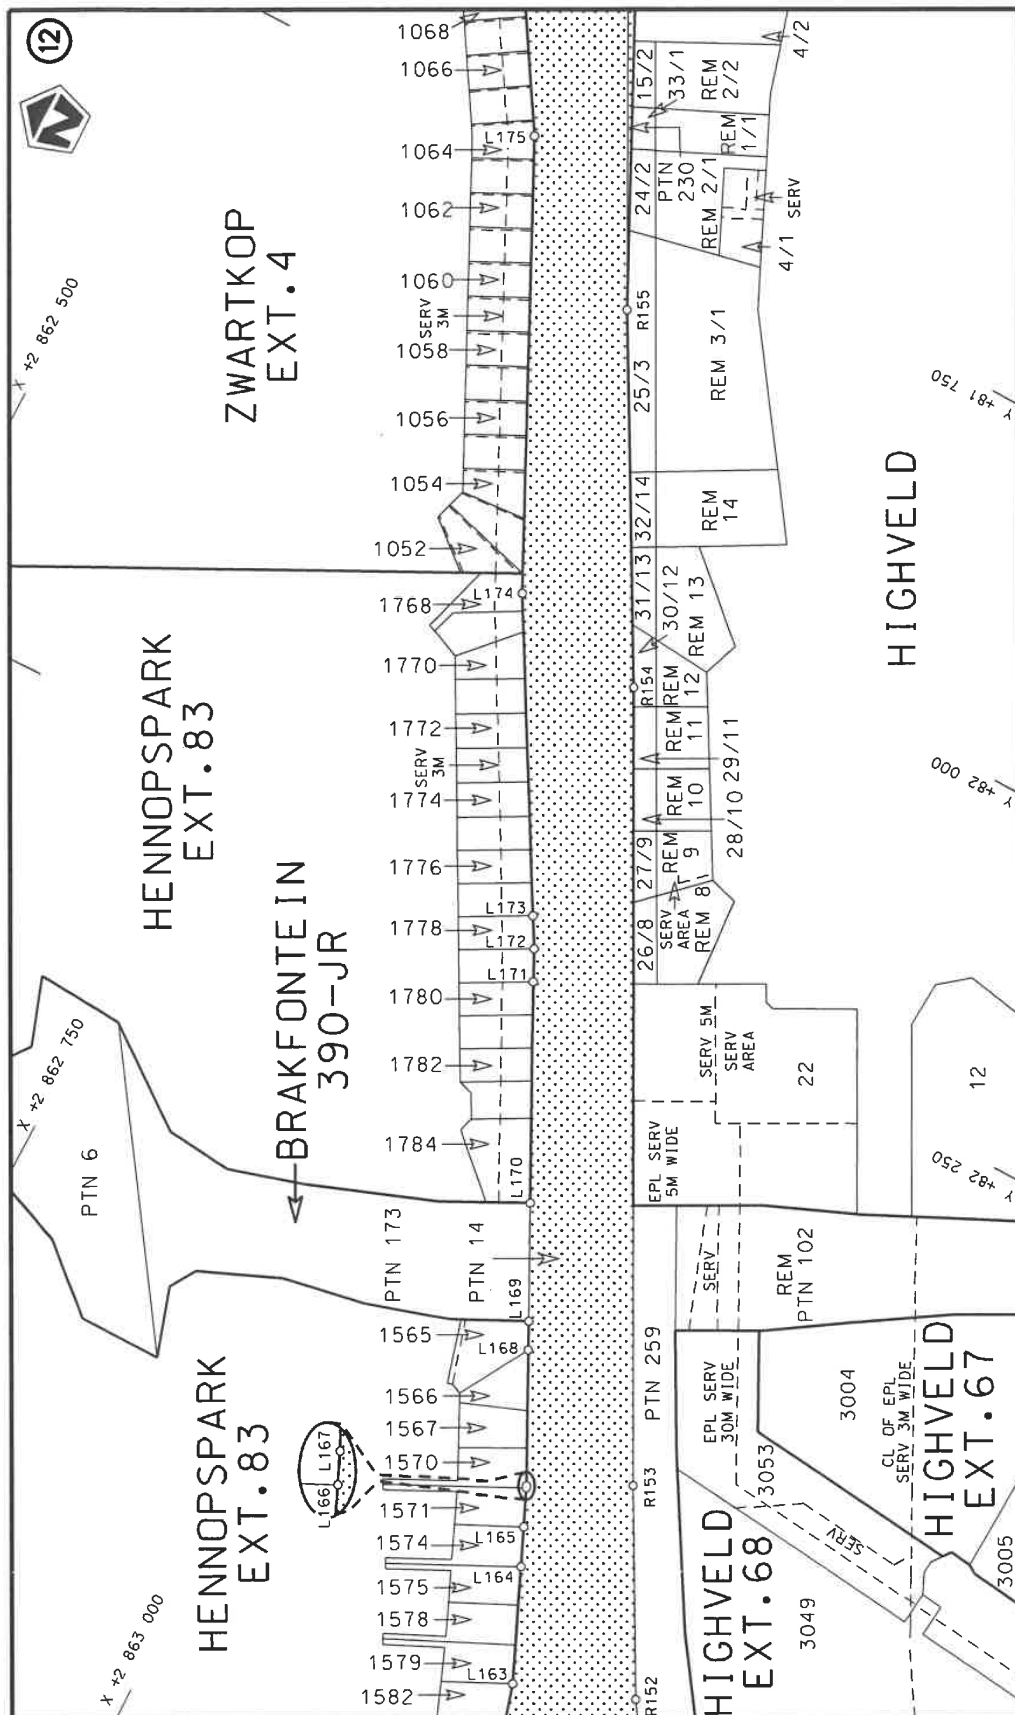 12
N
X +2 862 500
ZWARTKOP
EXT.4
1068
1066
1064
1062
1060
SERV
3M
1058
1056
1054
1052
L175
L174
15/2
33/1
REM
2/2
4/2
REM
1/1
24/2
PTN
230
REM 2/1
4/1
SERV
R155
25/3
REM 3/1
Y +81 750
32/14
REM
14
HIGHVELD
HENNOPSPARK
EXT.83
1768
1770
1772
SERV
3M
1774
1776
1778
1780
1782
1784
L173
L172
L171
L170
31/13
30/12
REM 13
R154
REM
12
REM
11
29/11
REM
10
28/10
27/9
REM
9
26/8
SERV
AREA
REM 8
Y +82 000
BRAKFONTEIN
390-JR
X +2 862 750
PTN 6
SERV 5M
SERV
AREA
22
12
EPL SERV
5M WIDE
Y +82 250
PTN 173
PTN 14
L169
SERV
REM
PTN 102
PTN 259
HENNOPSPARK
EXT.83
1565
1566
1567
1570
1571
1574
1575
1578
1579
1582
L168
L167
L166
L165
L164
L163
R153
R152
EPL SERV
30M WIDE
3004
CL OF EPL
SERV 3M WIDE
HIGHVELD
EXT.67
3053
SERV
HIGHVELD
EXT.68
3049
3005
X +2 863 000